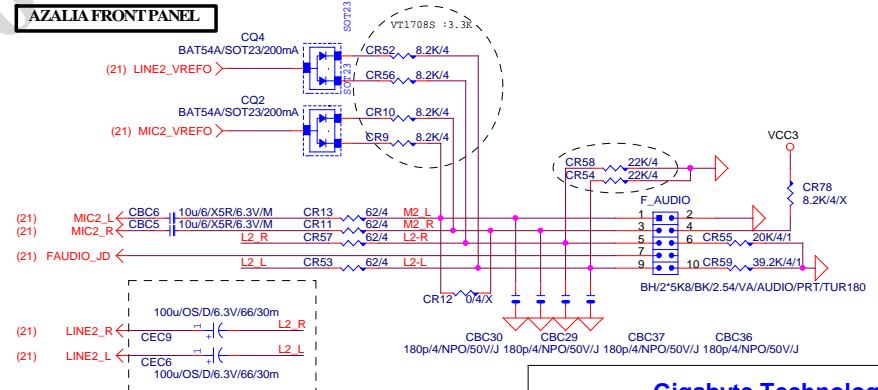 AZALIA FRONT PANEL
SOT23
VT1708S :3.3K
CQ4
BAT54A/SOT23/200mA
CR52 8.2K/4
(21) LINE2_VREFO
SOT23
CR56 8.2K/4
CQ2
BAT54A/SOT23/200mA
CR10 8.2K/4
(21) MIC2_VREFO
CR9 8.2K/4
VCC3
CR58 22K/4
CR54 22K/4
CR78
8.2K/4/X
F_AUDIO
(21) MIC2_L CBC6 10u/6/X5R/6.3V/M CR13 62/4 M2_L 1 2
(21) MIC2_R CBC5 10u/6/X5R/6.3V/M CR11 62/4 M2_R 3 4
L2_R CR57 62/4 L2-R 5 6 CR55 20K/4/1
(21) FAUDIO_JD 7
L2_L CR53 62/4 L2-L 9 10 CR59 39.2K/4/1
BH/2*5K8/BK/2.54/VA/AUDIO/PRT/TUR180
CR12 0/4/X
100u/OS/D/6.3V/66/30m
(21) LINE2_R 1 + L2_R
CEC9
(21) LINE2_L 1 + L2_L
CEC6
100u/OS/D/6.3V/66/30m
CBC30 CBC29 CBC37 CBC36
180p/4/NPO/50V/J 180p/4/NPO/50V/J 180p/4/NPO/50V/J 180p/4/NPO/50V/J
Gigabyte Technolog